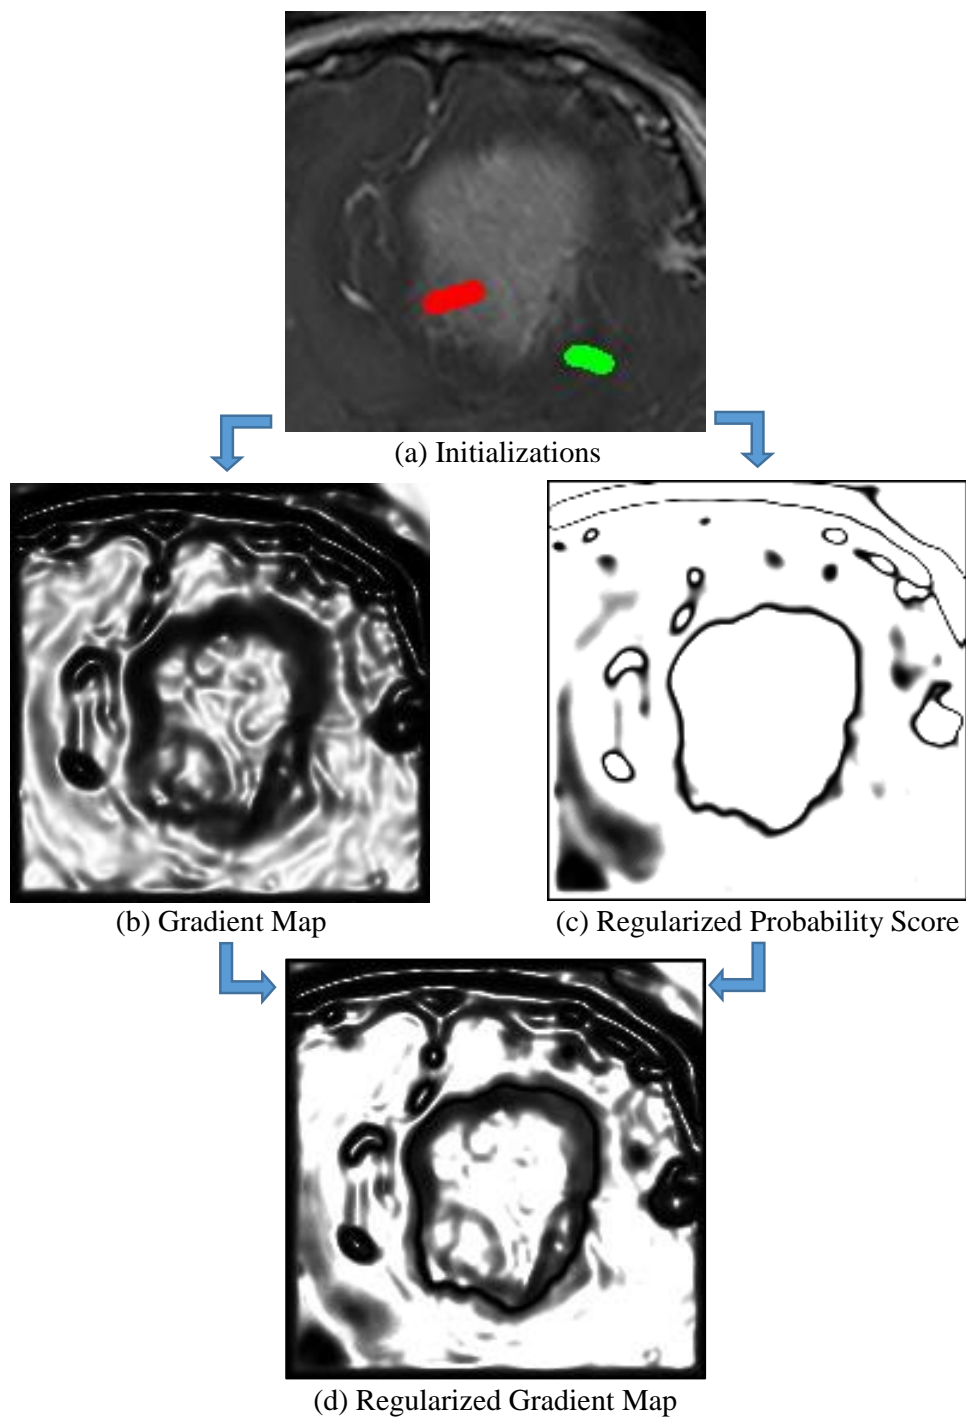 (a) Initializations
(b) Gradient Map
(c) Regularized Probability Score
(d) Regularized Gradient Map